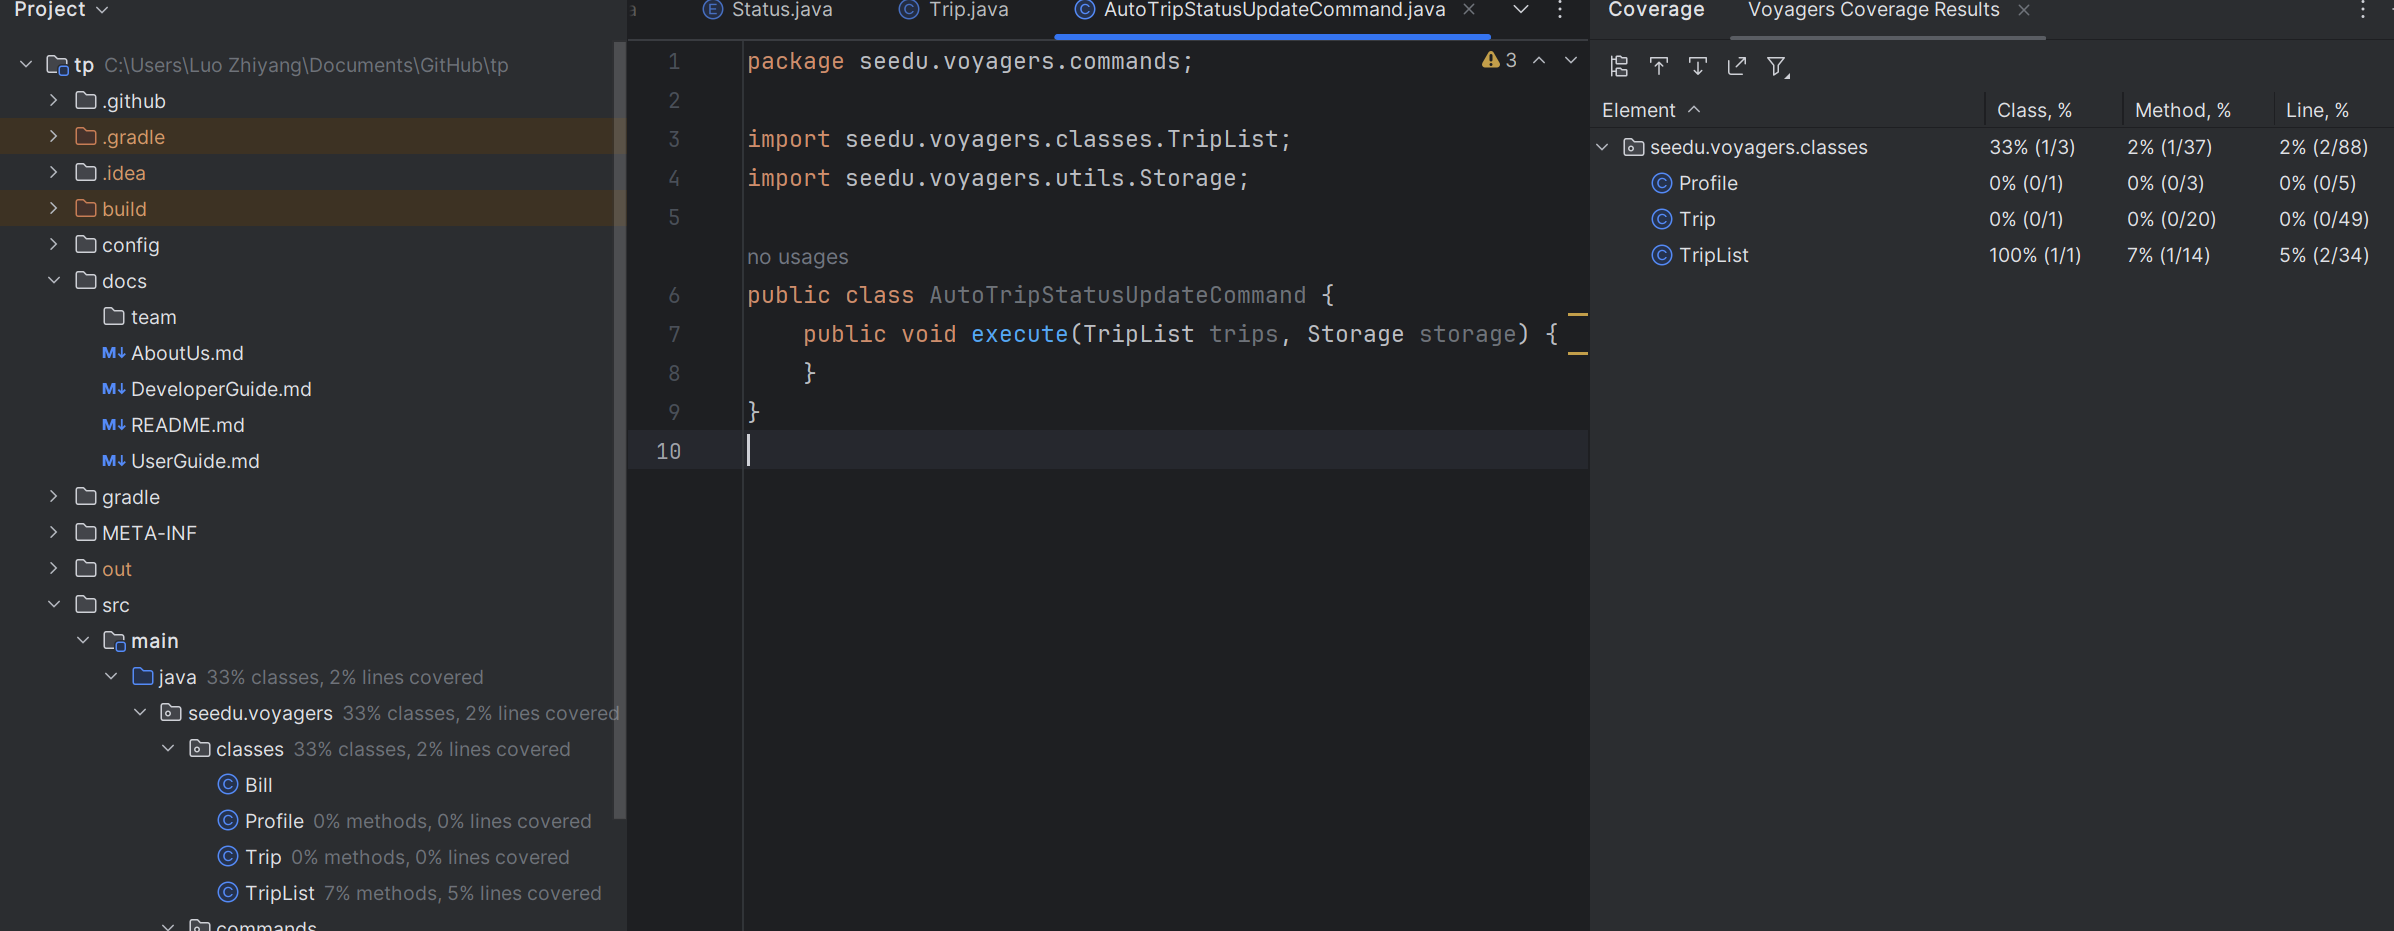 Project
tp C:\Users\Luo Zhiyang\Documents\GitHub\tp
.github
.gradle
.idea
build
config
docs
team
M↓ AboutUs.md
M↓ DeveloperGuide.md
M↓ README.md
M↓ UserGuide.md
gradle
META-INF
out
src
main
java 33% classes, 2% lines covered
seedu.voyagers 33% classes, 2% lines covered
classes 33% classes, 2% lines covered
C Bill
C Profile 0% methods, 0% lines covered
C Trip 0% methods, 0% lines covered
C TripList 7% methods, 5% lines covered
commands
a E Status.java C Trip.java C AutoTripStatusUpdateCommand.java
3
1 package seedu.voyagers.commands;
2
3 import seedu.voyagers.classes.TripList;
4 import seedu.voyagers.utils.Storage;
5
no usages
6 public class AutoTripStatusUpdateCommand {
7 public void execute(TripList trips, Storage storage) {
8 }
9 }
10
Coverage Voyagers Coverage Results
Element Class, % Method, % Line, %
seedu.voyagers.classes 33% (1/3) 2% (1/37) 2% (2/88)
C Profile 0% (0/1) 0% (0/3) 0% (0/5)
C Trip 0% (0/1) 0% (0/20) 0% (0/49)
C TripList 100% (1/1) 7% (1/14) 5% (2/34)